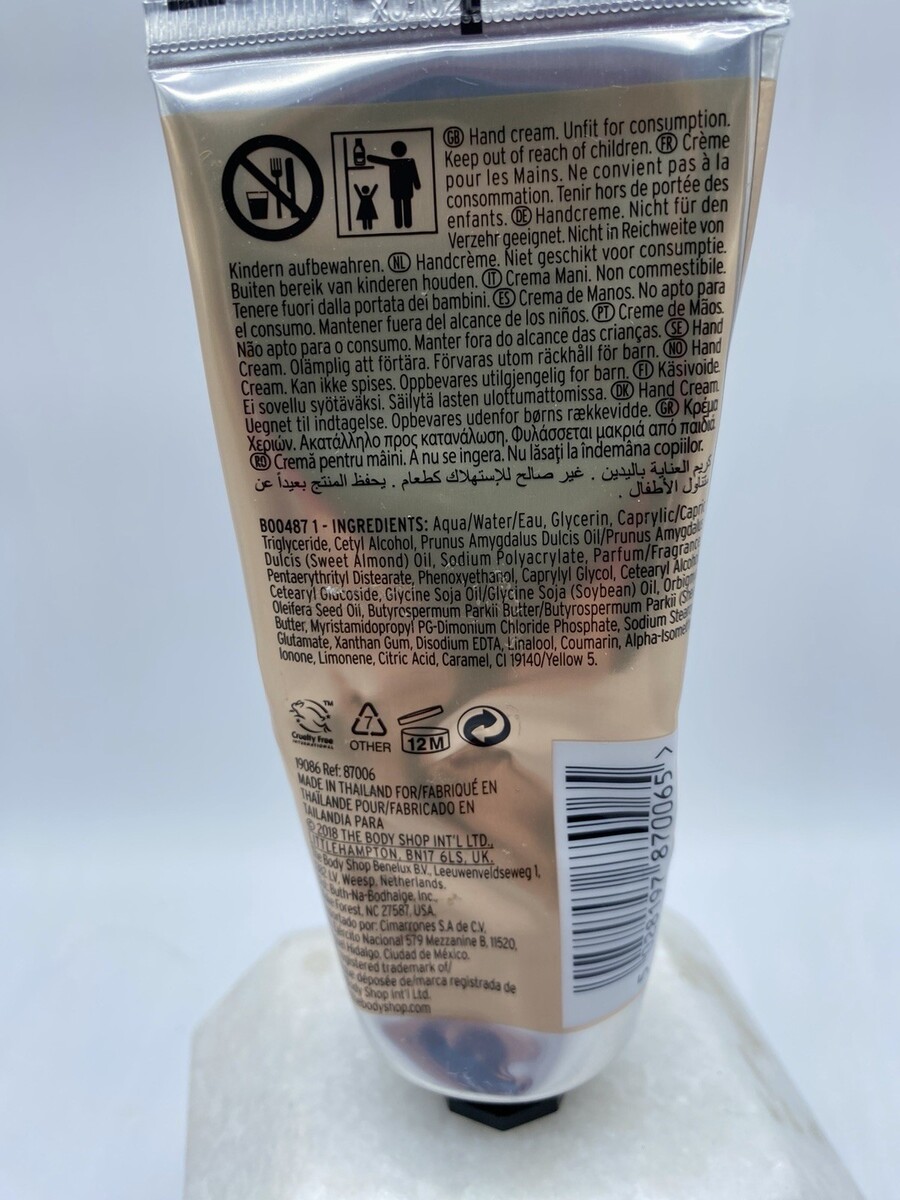 GB Hand cream. Unfit for consumption.
Keep out of reach of children. FR Crème
pour les Mains. Ne convient pas à la
consommation. Tenir hors de portée des
enfants. DE Handcreme. Nicht für den
Verzehr geeignet. Nicht in Reichweite von
Kindern aufbewahren. NL Handcrème. Niet geschikt voor consumptie.
Buiten bereik van kinderen houden. IT Crema Mani. Non commestibile.
Tenere fuori dalla portata dei bambini. ES Crema de Manos. No apto para
el consumo. Mantener fuera del alcance de los niños. PT Creme de Mãos.
Não apto para o consumo. Manter fora do alcance das crianças. SE Hand
Cream. Olämplig att förtära. Förvaras utom räckhåll för barn. NO Hand
Cream. Kan ikke spises. Oppbevares utilgjengelig for barn. FI Käsivoide.
Ei sovellu syötäväksi. Säilytä lasten ulottumattomissa. DK Hand Cream.
Uegnet til indtagelse. Opbevares udenfor børns rækkevidde. GR Κρέμα
Χεριών. Ακατάλληλο προς κατανάλωση. Φυλάσσεται μακριά από παιδιά.
RO Cremă pentru mâini. A nu se ingera. Nu lăsați la îndemâna copiilor.
كريم العناية باليدين . غير صالح للإستهلاك كطعام . يحفظ المنتج بعيداً عن
متناول الأطفال .
B00487 1 - INGREDIENTS: Aqua/Water/Eau, Glycerin, Caprylic/
Triglyceride, Cetyl Alcohol, Prunus Amygdalus Dulcis Oil/Prunus
Dulcis (Sweet Almond) Oil, Sodium Polyacrylate, Parfum/Fragrance
Pentaerythrityl Distearate, Phenoxyethanol, Caprylyl Glycol, Cetearyl
Cetearyl Glucoside, Glycine Soja Oil/Glycine Soja (Soybean) Oil,
Oleifera Seed Oil, Butyrospermum Parkii Butter/Butyrospermum Parkii
Butter, Myristamidopropyl PG-Dimonium Chloride Phosphate, Sodium
Glutamate, Xanthan Gum, Disodium EDTA, Linalool, Coumarin,
Ionone, Limonene, Citric Acid, Caramel, CI 19140/Yellow 5.
TM
Cruelty Free
INTERNATIONAL
7
OTHER
12 M
19086 Ref: 87006
MADE IN THAILAND FOR/FABRIQUÉ EN
THAÏLANDE POUR/FABRICADO EN
TAILANDIA PARA
© 2018 THE BODY SHOP INT'L LTD.,
LITTLEHAMPTON, BN17 6LS, UK.
Body Shop Benelux B.V., Leeuwenveldseweg 1,
LV, Weesp. Netherlands.
Buth-Na-Bodhaige, Inc.,
Forest, NC 27587, USA.
por: Cimarrones S.A de C.V,
Nacional 579 Mezzanine B, 11520,
Hidalgo, Ciudad de México.
trademark of/
déposée de/marca registrada de
Shop Int'l Ltd.
870065 >